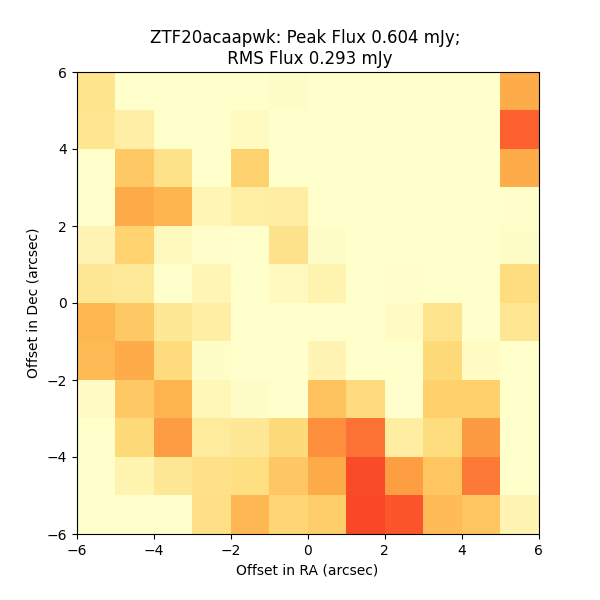 ZTF20acaapwk: Peak Flux 0.604 mJy;
RMS Flux 0.293 mJy
6
4
2
0
−2
−4
−6
Offset in Dec (arcsec)
−6 −4 −2 0 2 4 6
Offset in RA (arcsec)